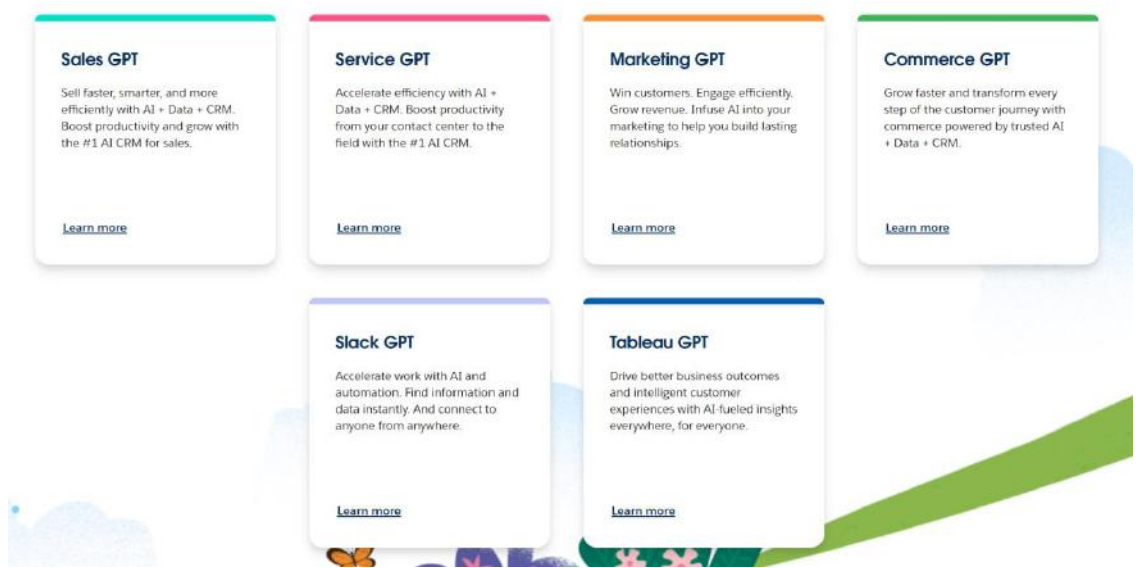 Sales GPT
Sell faster, smarter, and more
efficiently with AI + Data + CRM.
Boost productivity and grow with
the #1 AI CRM for sales.
Learn more
Service GPT
Accelerate efficiency with AI +
Data + CRM. Boost productivity
from your contact center to the
field with the #1 AI CRM.
Learn more
Marketing GPT
Win customers. Engage efficiently.
Grow revenue. Infuse AI into your
marketing to help you build lasting
relationships.
Learn more
Commerce GPT
Grow faster and transform every
step of the customer journey with
commerce powered by trusted AI
+ Data + CRM.
Learn more
Slack GPT
Accelerate work with AI and
automation. Find information and
data instantly. And connect to
anyone from anywhere.
Learn more
Tableau GPT
Drive better business outcomes
and intelligent customer
experiences with AI-fueled insights
everywhere, for everyone.
Learn more